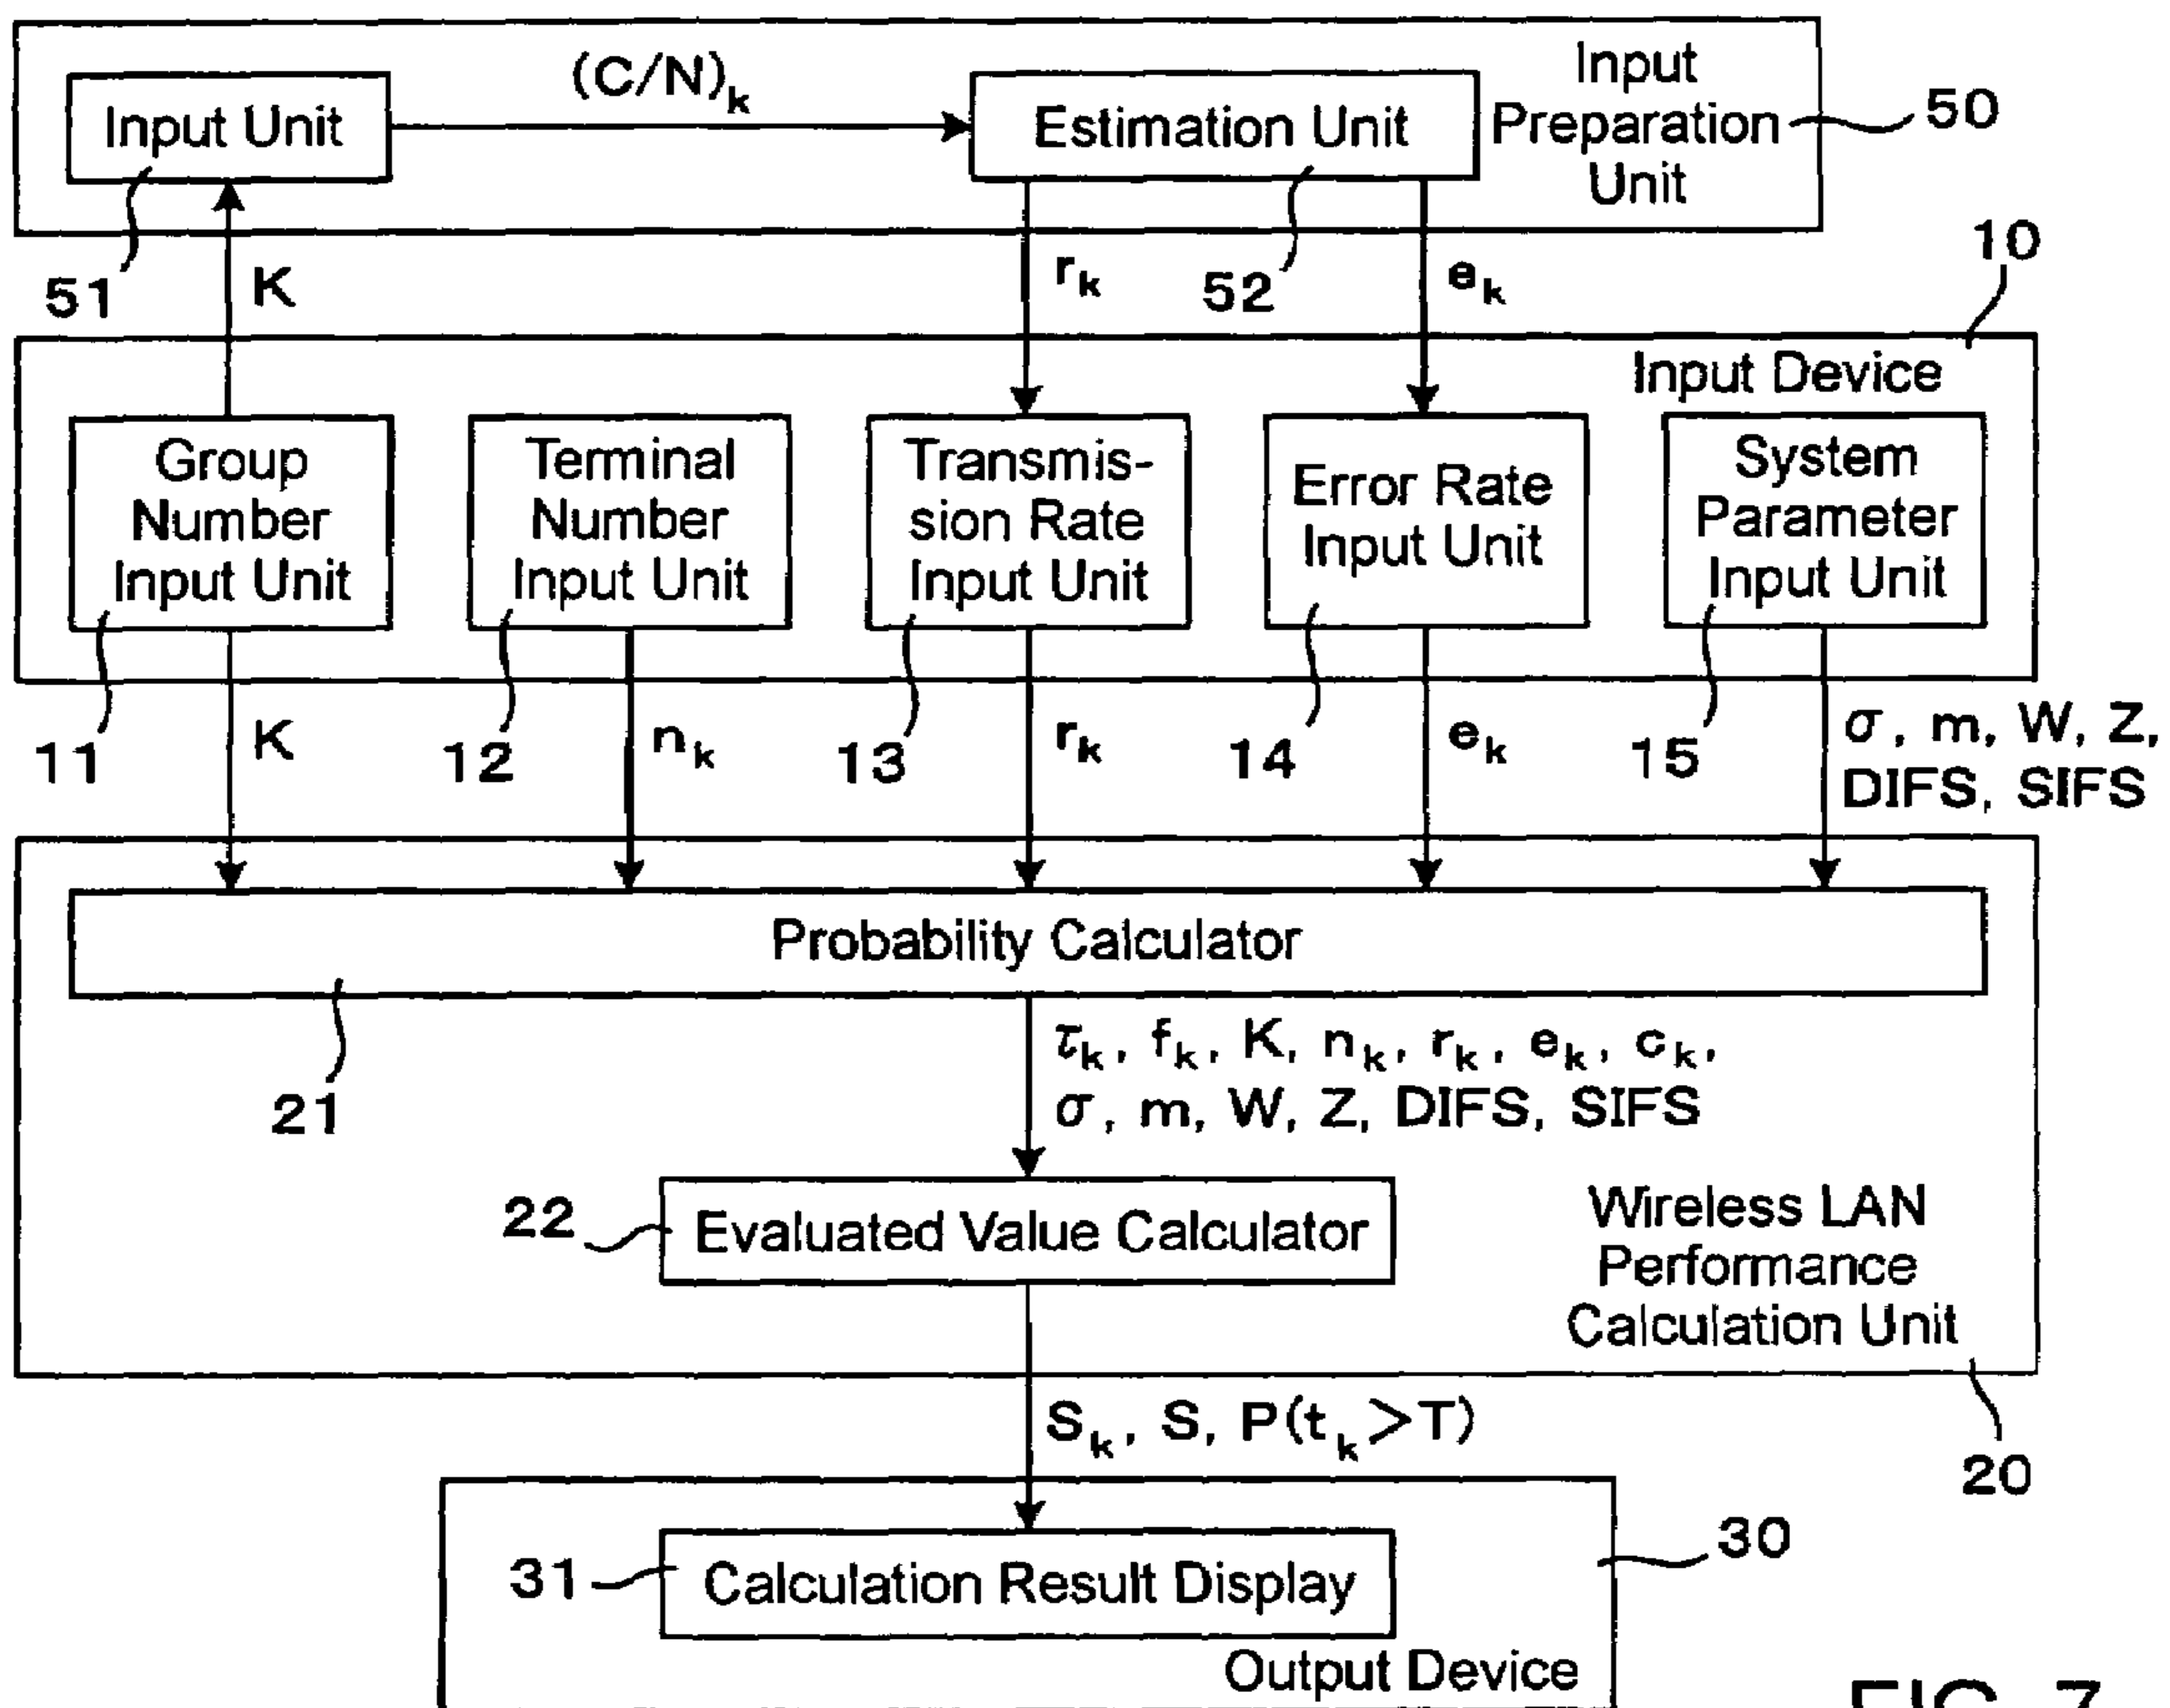 (C/N)k
Input Unit
Estimation Unit
Input
Preparation
Unit
50
51
K
rk
52
ek
10
Input Device
Group
Number
Input Unit
Terminal
Number
Input Unit
Transmis-
sion Rate
Input Unit
Error Rate
Input Unit
System
Parameter
Input Unit
11
K
12
nk
13
rk
14
ek
15
σ, m, W, Z,
DIFS, SIFS
Probability Calculator
21
τk, fk, K, nk, rk, ek, ck,
σ, m, W, Z, DIFS, SIFS
22
Evaluated Value Calculator
Wireless LAN
Performance
Calculation Unit
20
Sk, S, P(tk>T)
30
31
Calculation Result Display
Output Device
FIG. 7